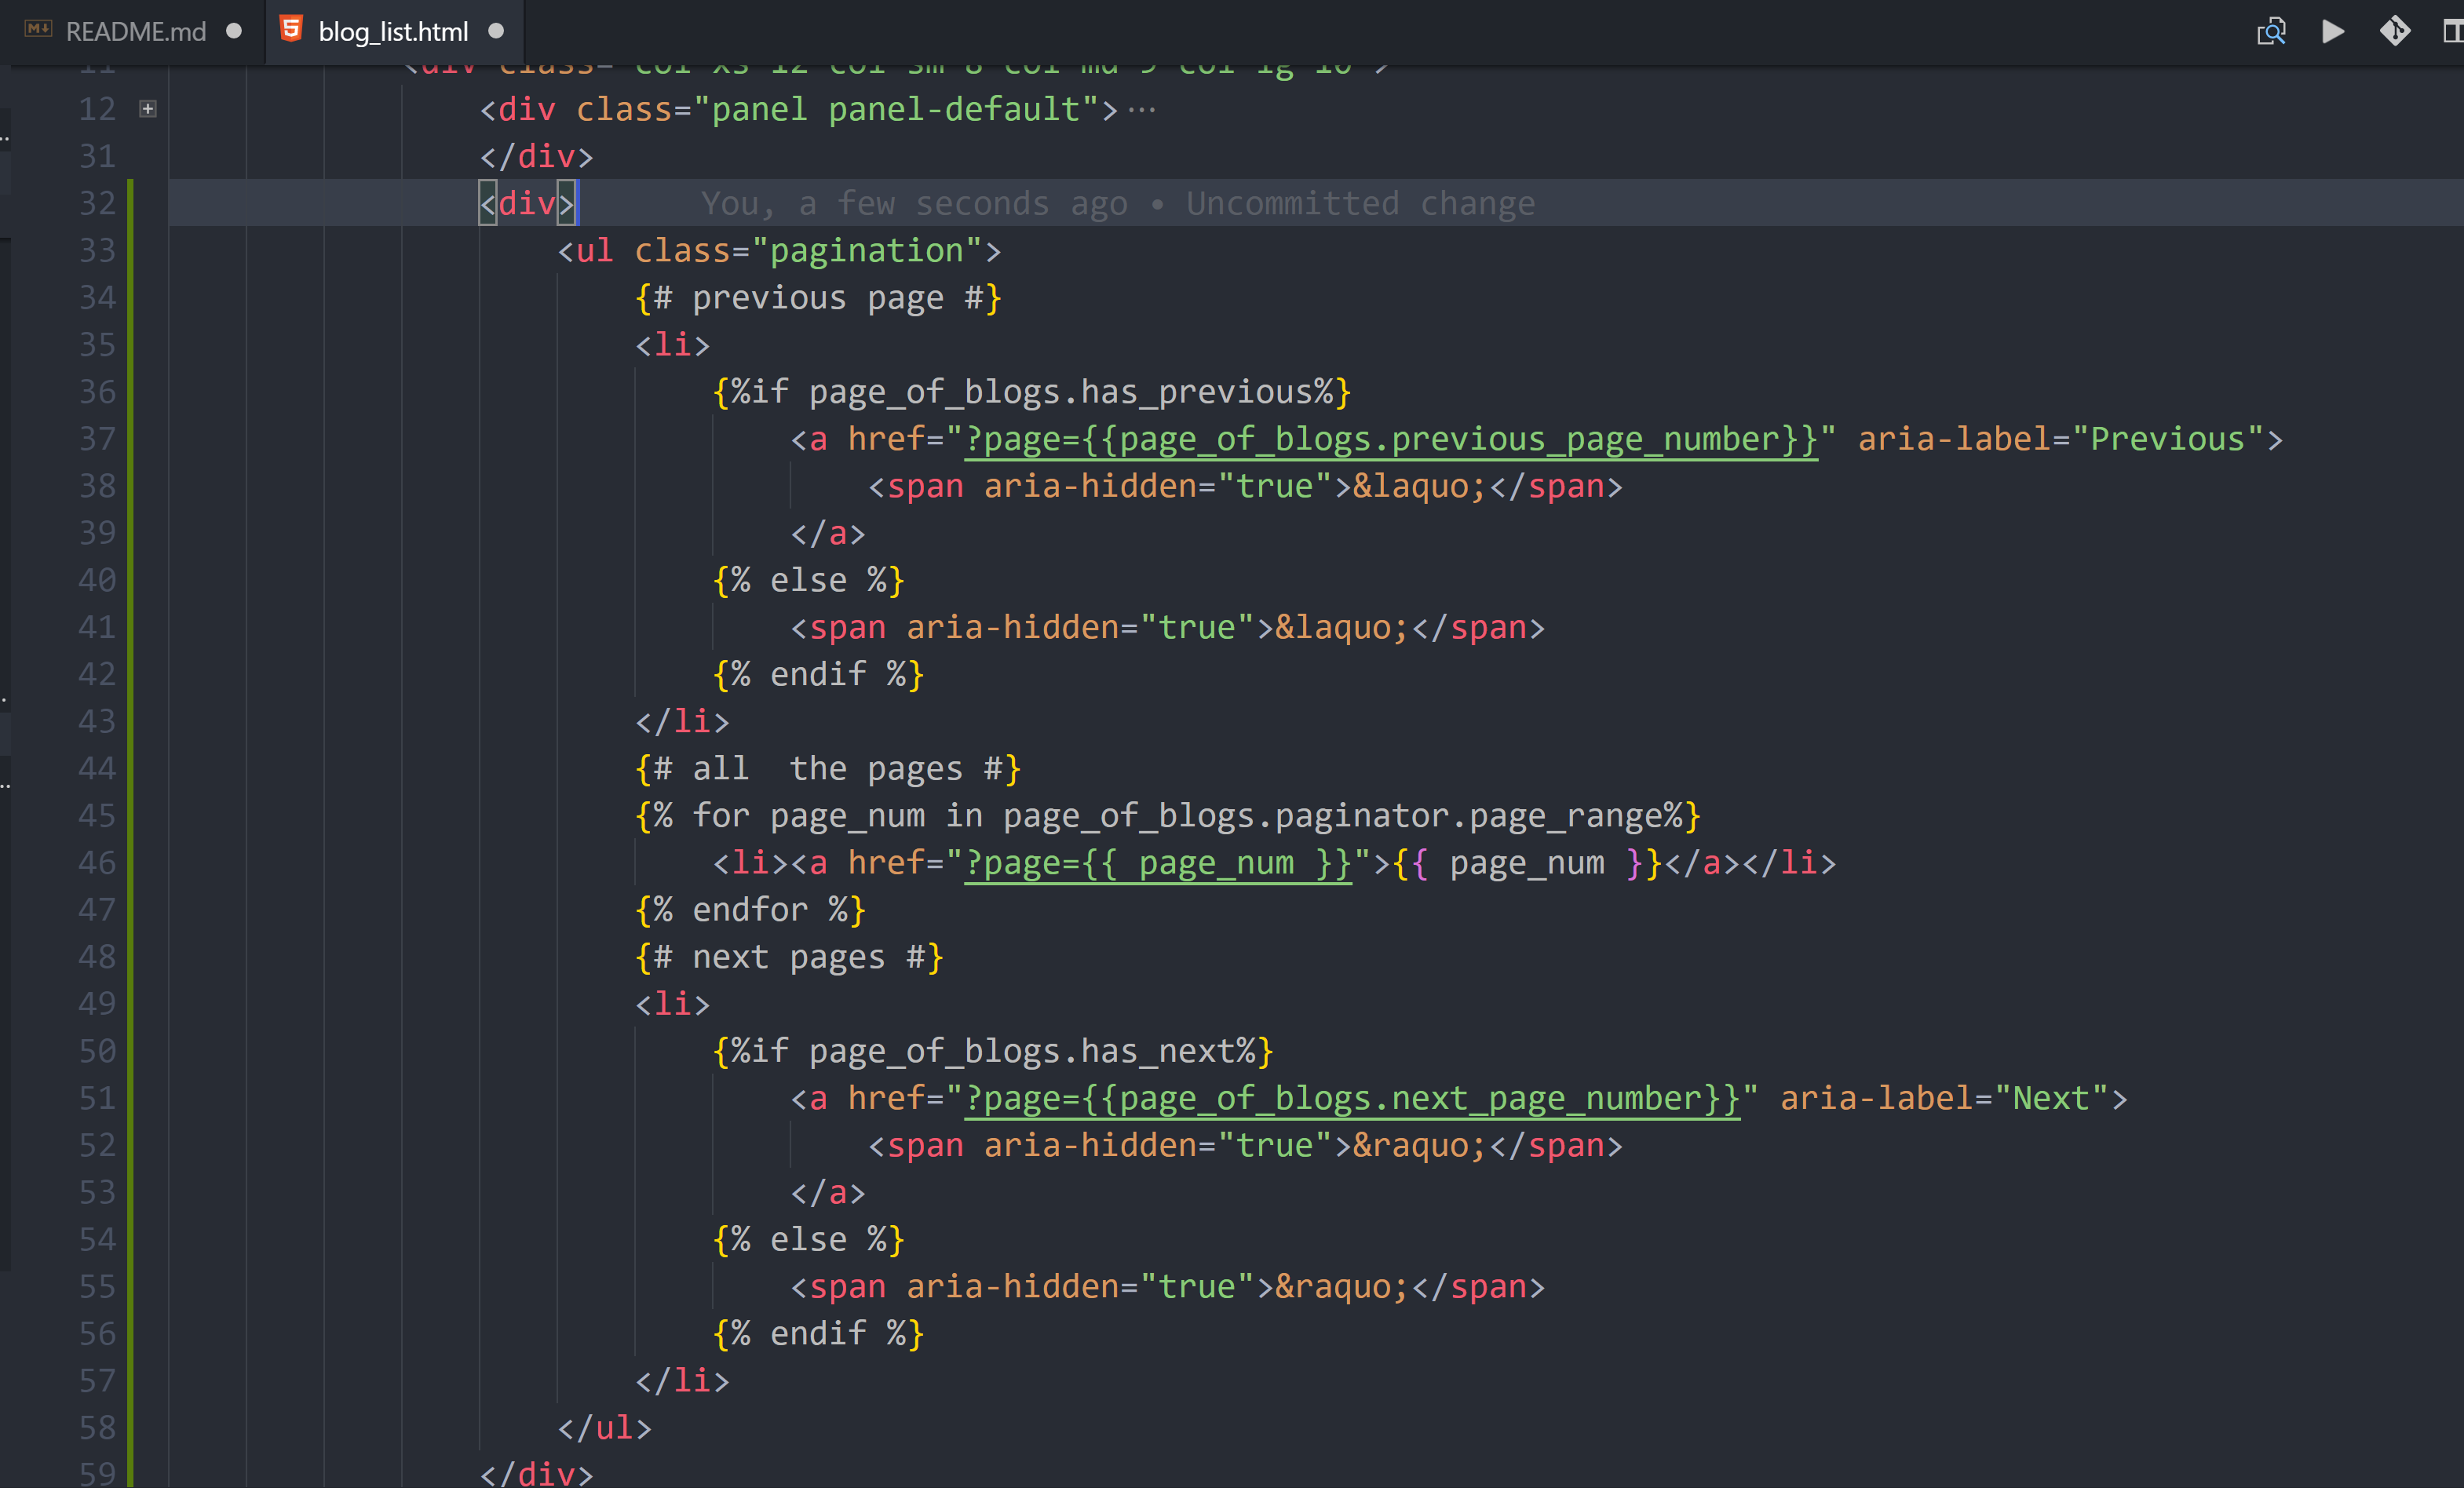 README.md blog_list.html
11 <div class="col-xs-12 col-sm-8 col-md-9 col-lg-10">
12 <div class="panel panel-default">···
31 </div>
32 <div> You, a few seconds ago • Uncommitted change
33 <ul class="pagination">
34 {# previous page #}
35 <li>
36 {%if page_of_blogs.has_previous%}
37 <a href="?page={{page_of_blogs.previous_page_number}}" aria-label="Previous">
38 <span aria-hidden="true">&laquo;</span>
39 </a>
40 {% else %}
41 <span aria-hidden="true">&laquo;</span>
42 {% endif %}
43 </li>
44 {# all  the pages #}
45 {% for page_num in page_of_blogs.paginator.page_range%}
46 <li><a href="?page={{ page_num }}">{{ page_num }}</a></li>
47 {% endfor %}
48 {# next pages #}
49 <li>
50 {%if page_of_blogs.has_next%}
51 <a href="?page={{page_of_blogs.next_page_number}}" aria-label="Next">
52 <span aria-hidden="true">&raquo;</span>
53 </a>
54 {% else %}
55 <span aria-hidden="true">&raquo;</span>
56 {% endif %}
57 </li>
58 </ul>
59 </div>